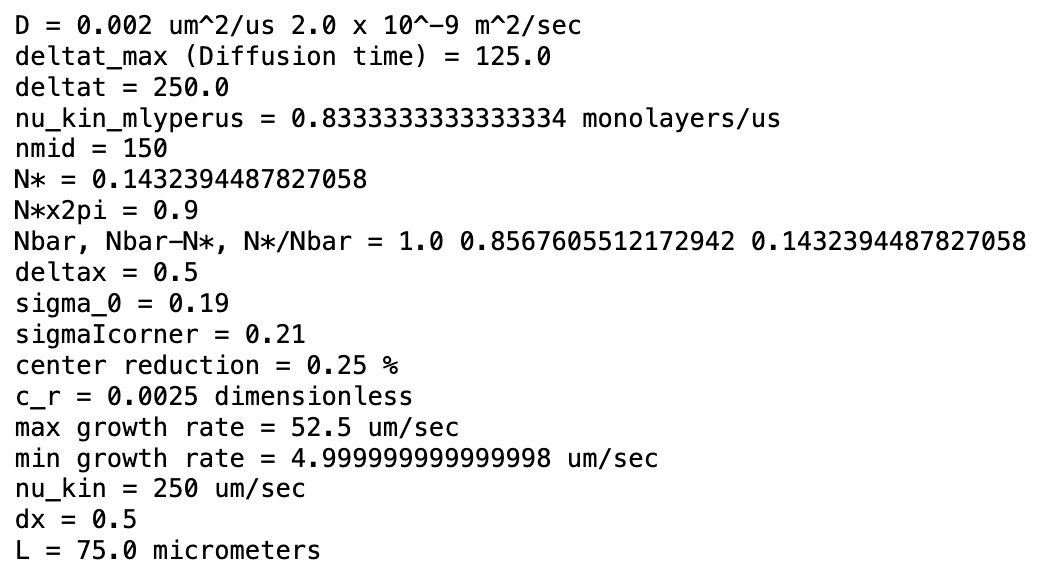 D = 0.002 um^2/us 2.0 x 10^-9 m^2/sec
deltat_max (Diffusion time) = 125.0
deltat = 250.0
nu_kin_mlyperus = 0.8333333333333334 monolayers/us
nmid = 150
N* = 0.1432394487827058
N*x2pi = 0.9
Nbar, Nbar-N*, N*/Nbar = 1.0 0.8567605512172942 0.1432394487827058
deltax = 0.5
sigma_0 = 0.19
sigmaIcorner = 0.21
center reduction = 0.25 %
c_r = 0.0025 dimensionless
max growth rate = 52.5 um/sec
min growth rate = 4.999999999999998 um/sec
nu_kin = 250 um/sec
dx = 0.5
L = 75.0 micrometers